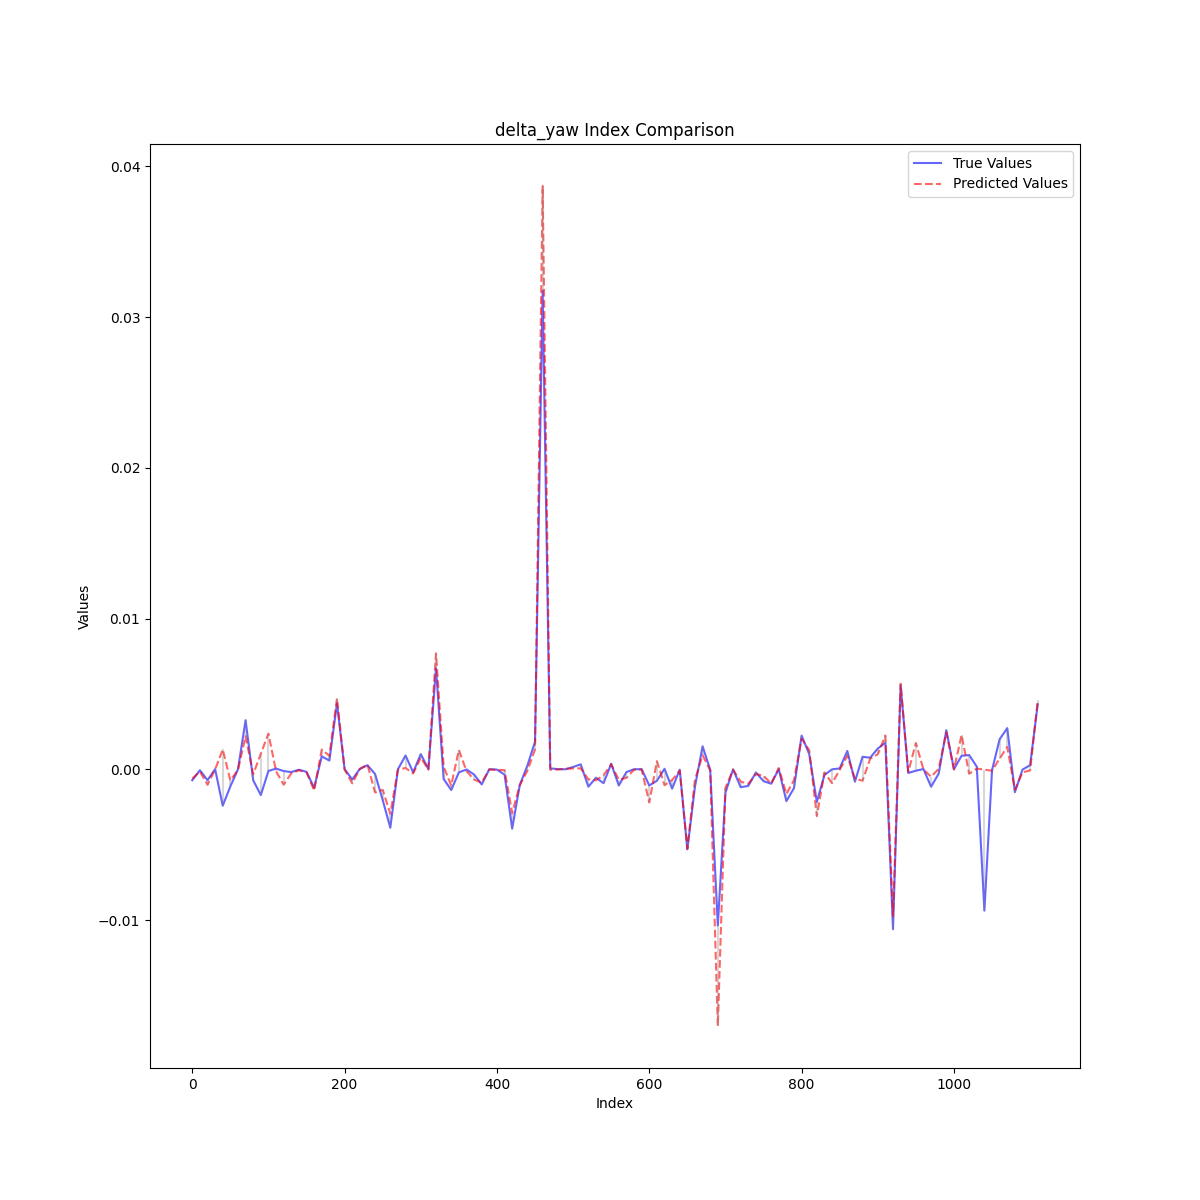 delta_yaw Index Comparison
True Values
Predicted Values
0.04
0.03
0.02
0.01
0.00
−0.01
Values
0 200 400 600 800 1000
Index